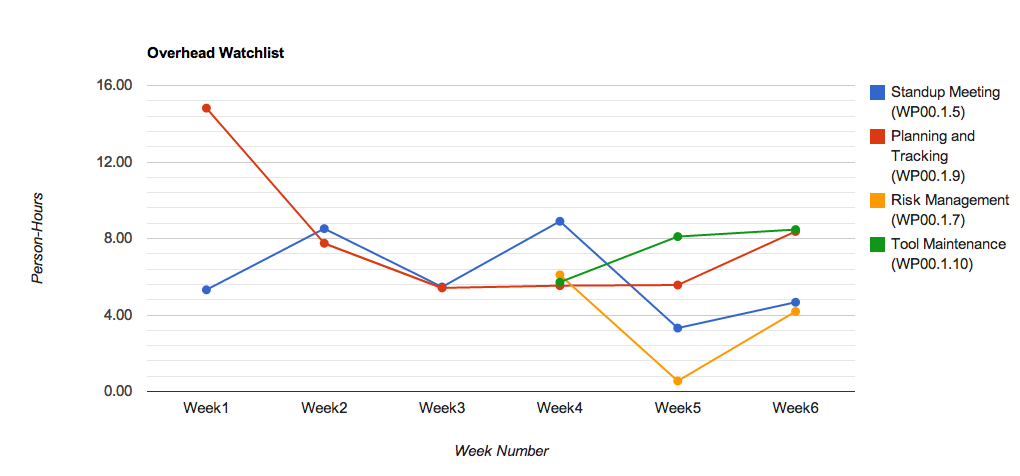 Overhead Watchlist
16.00
12.00
8.00
4.00
0.00
Person-Hours
Week1
Week2
Week3
Week4
Week5
Week6
Week Number
Standup Meeting
(WP00.1.5)
Planning and
Tracking
(WP00.1.9)
Risk Management
(WP00.1.7)
Tool Maintenance
(WP00.1.10)